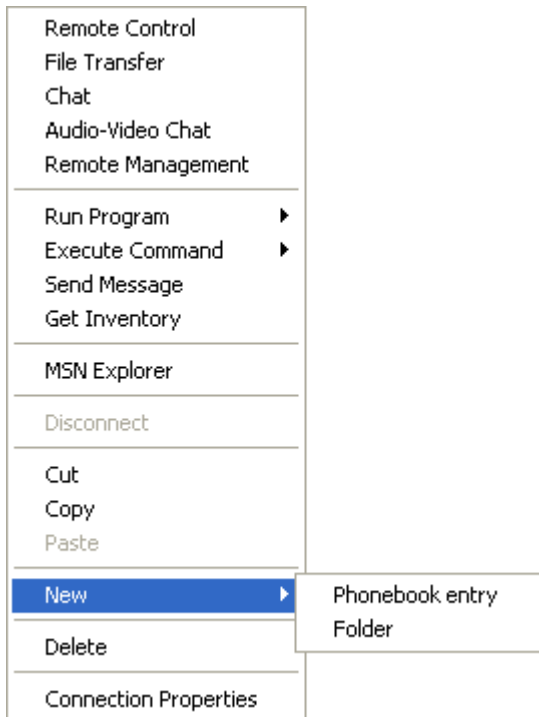 Remote Control
File Transfer
Chat
Audio-Video Chat
Remote Management
Run Program
Execute Command
Send Message
Get Inventory
MSN Explorer
Disconnect
Cut
Copy
Paste
New
Phonebook entry
Folder
Delete
Connection Properties